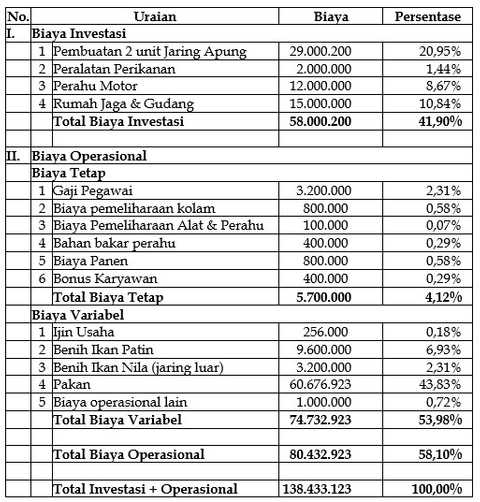 No. Uraian Biaya Persentase
I. Biaya Investasi
1 Pembuatan 2 unit Jaring Apung 29.000.200 20,95%
2 Peralatan Perikanan 2.000.000 1,44%
3 Perahu Motor 12.000.000 8,67%
4 Rumah Jaga & Gudang 15.000.000 10,84%
Total Biaya Investasi 58.000.200 41,90%
II. Biaya Operasional
Biaya Tetap
1 Gaji Pegawai 3.200.000 2,31%
2 Biaya pemeliharaan kolam 800.000 0,58%
3 Biaya Pemeliharaan Alat & Perahu 100.000 0,07%
4 Bahan bakar perahu 400.000 0,29%
5 Biaya Panen 800.000 0,58%
6 Bonus Karyawan 400.000 0,29%
Total Biaya Tetap 5.700.000 4,12%
Biaya Variabel
1 Ijin Usaha 256.000 0,18%
2 Benih Ikan Patin 9.600.000 6,93%
3 Benih Ikan Nila (jaring luar) 3.200.000 2,31%
4 Pakan 60.676.923 43,83%
5 Biaya operasional lain 1.000.000 0,72%
Total Biaya Variabel 74.732.923 53,98%
Total Biaya Operasional 80.432.923 58,10%
Total Investasi + Operasional 138.433.123 100,00%